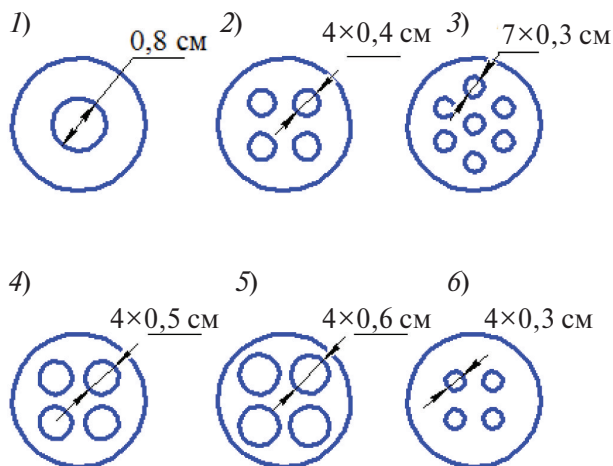 1) 0,8 см
2) 4×0,4 см
3) 7×0,3 см
4) 4×0,5 см
5) 4×0,6 см
6) 4×0,3 см